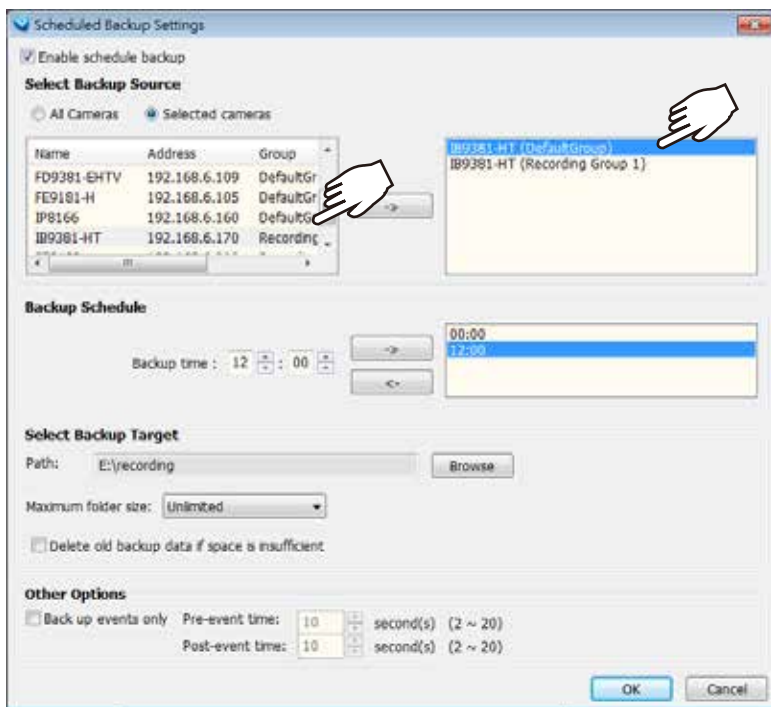 Scheduled Backup Settings
Enable schedule backup
Select Backup Source
All Cameras Selected cameras
Name Address Group
FD9381-EHTV 192.168.6.109 DefaultGr
FE9181-H 192.168.6.105 DefaultGr
IP8166 192.168.6.160 DefaultG
IB9381-HT 192.168.6.170 Recording
->
IB9381-HT (DefaultGroup)
IB9381-HT (Recording Group 1)
Backup Schedule
Backup time : 12 : 00
->
<-
00:00
12:00
Select Backup Target
Path: E:\recording Browse
Maximum folder size: Unlimited
Delete old backup data if space is insufficient
Other Options
Back up events only Pre-event time: 10 second(s) (2 ~ 20)
Post-event time: 10 second(s) (2 ~ 20)
OK Cancel